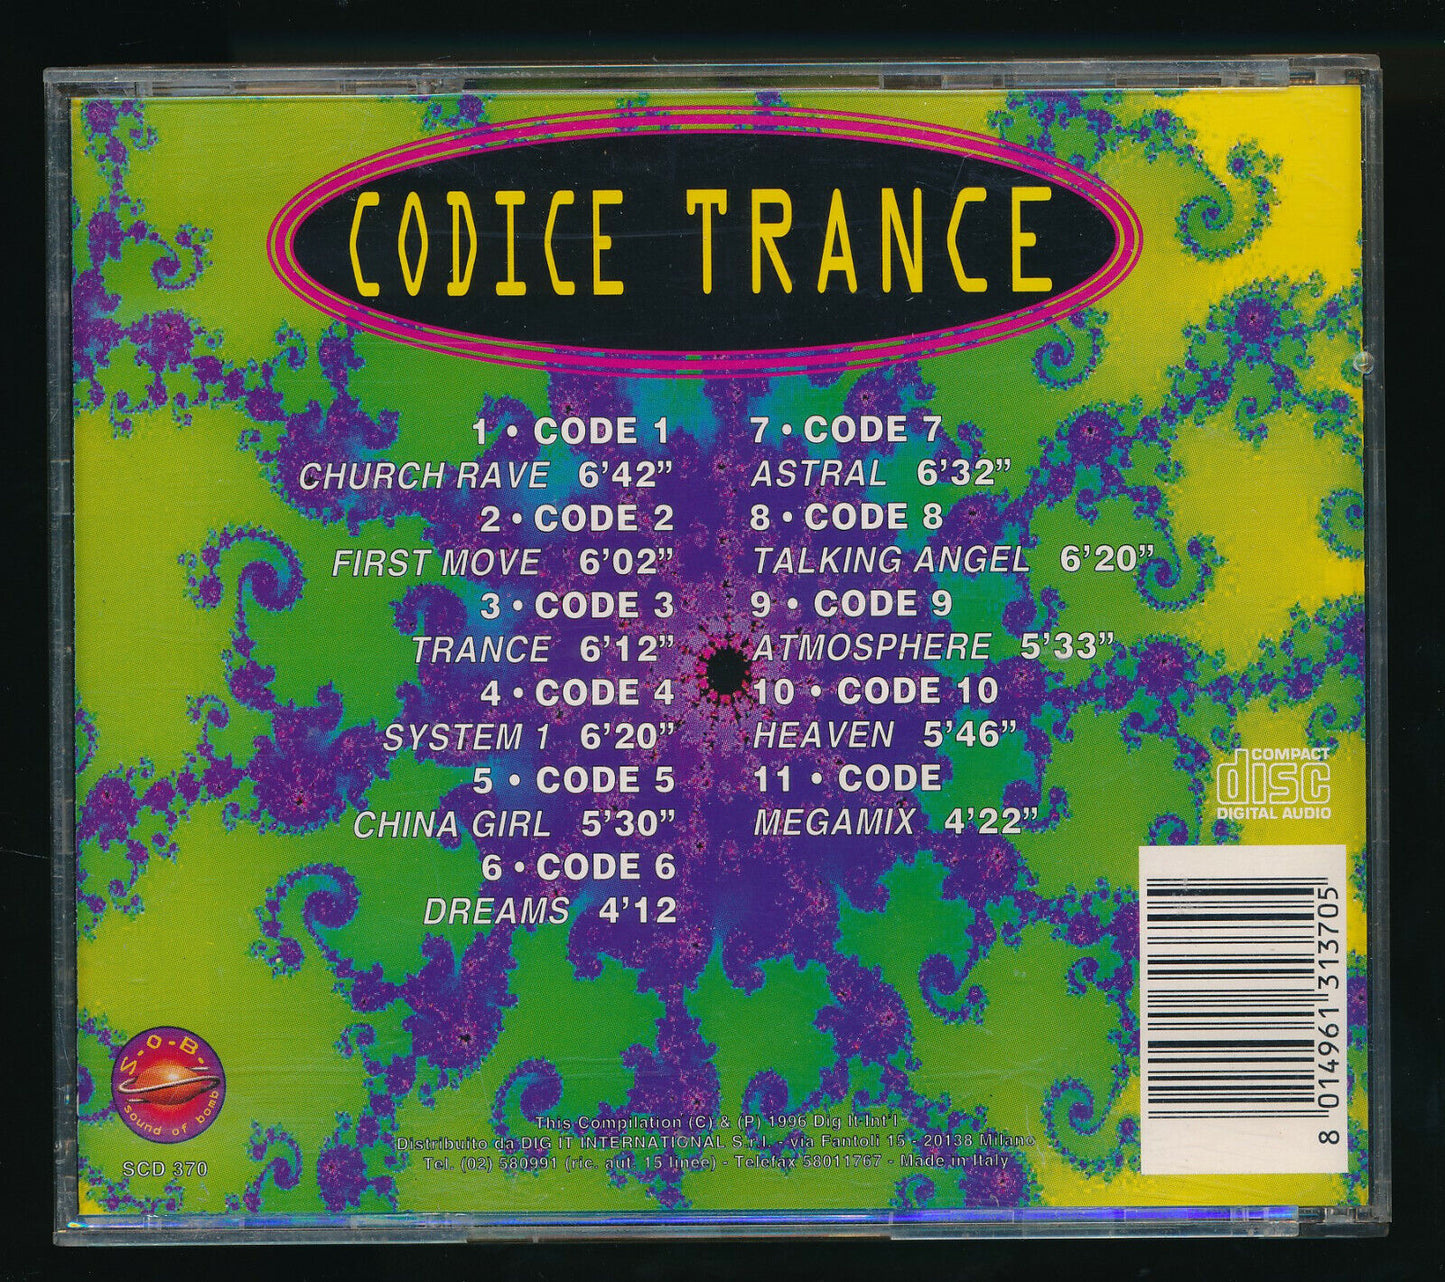 CODICE TRANCE
1 • CODE 1
CHURCH RAVE 6'42"
2 • CODE 2
FIRST MOVE 6'02"
3 • CODE 3
TRANCE 6'12"
4 • CODE 4
SYSTEM 1 6'20"
5 • CODE 5
CHINA GIRL 5'30"
6 • CODE 6
DREAMS 4'12
7 • CODE 7
ASTRAL 6'32"
8 • CODE 8
TALKING ANGEL 6'20"
9 • CODE 9
ATMOSPHERE 5'33"
10 • CODE 10
HEAVEN 5'46"
11 • CODE
MEGAMIX 4'22"
COMPACT
disc
DIGITAL AUDIO
8 014961 313705
S-O-B-
sound of bomb
SCD 370
This Compilation (C) & (P) 1996 Dig It-Int'l
Distribuito da DIG IT INTERNATIONAL S.r.l. - via Fantoli 15 - 20138 Milano
Tel. (02) 580991 (ric. aut. 15 linee) - Telefax 58011767 - Made in Italy